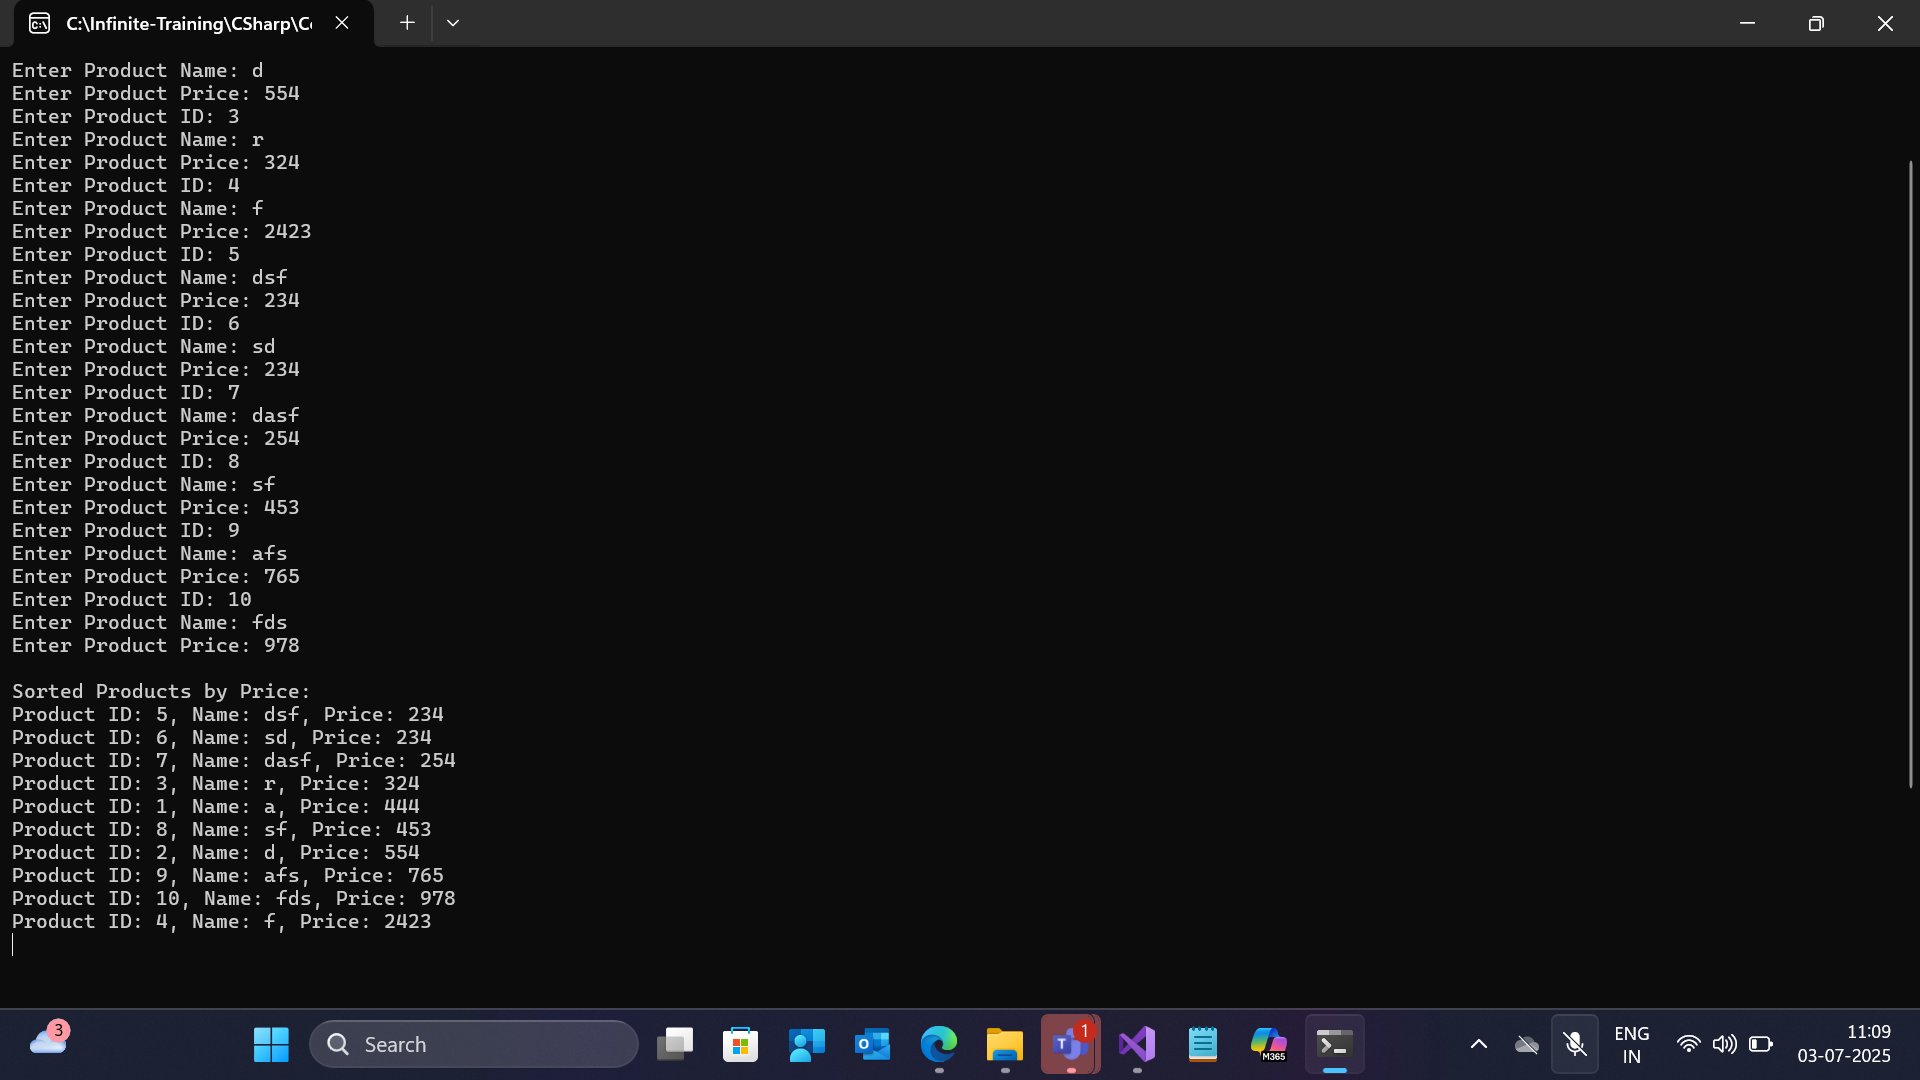 C:\Infinite-Training\CSharp\Co
Enter Product Name: d
Enter Product Price: 554
Enter Product ID: 3
Enter Product Name: r
Enter Product Price: 324
Enter Product ID: 4
Enter Product Name: f
Enter Product Price: 2423
Enter Product ID: 5
Enter Product Name: dsf
Enter Product Price: 234
Enter Product ID: 6
Enter Product Name: sd
Enter Product Price: 234
Enter Product ID: 7
Enter Product Name: dasf
Enter Product Price: 254
Enter Product ID: 8
Enter Product Name: sf
Enter Product Price: 453
Enter Product ID: 9
Enter Product Name: afs
Enter Product Price: 765
Enter Product ID: 10
Enter Product Name: fds
Enter Product Price: 978
Sorted Products by Price:
Product ID: 5, Name: dsf, Price: 234
Product ID: 6, Name: sd, Price: 234
Product ID: 7, Name: dasf, Price: 254
Product ID: 3, Name: r, Price: 324
Product ID: 1, Name: a, Price: 444
Product ID: 8, Name: sf, Price: 453
Product ID: 2, Name: d, Price: 554
Product ID: 9, Name: afs, Price: 765
Product ID: 10, Name: fds, Price: 978
Product ID: 4, Name: f, Price: 2423
3
Search
1
M365
ENG
IN
11:09
03-07-2025